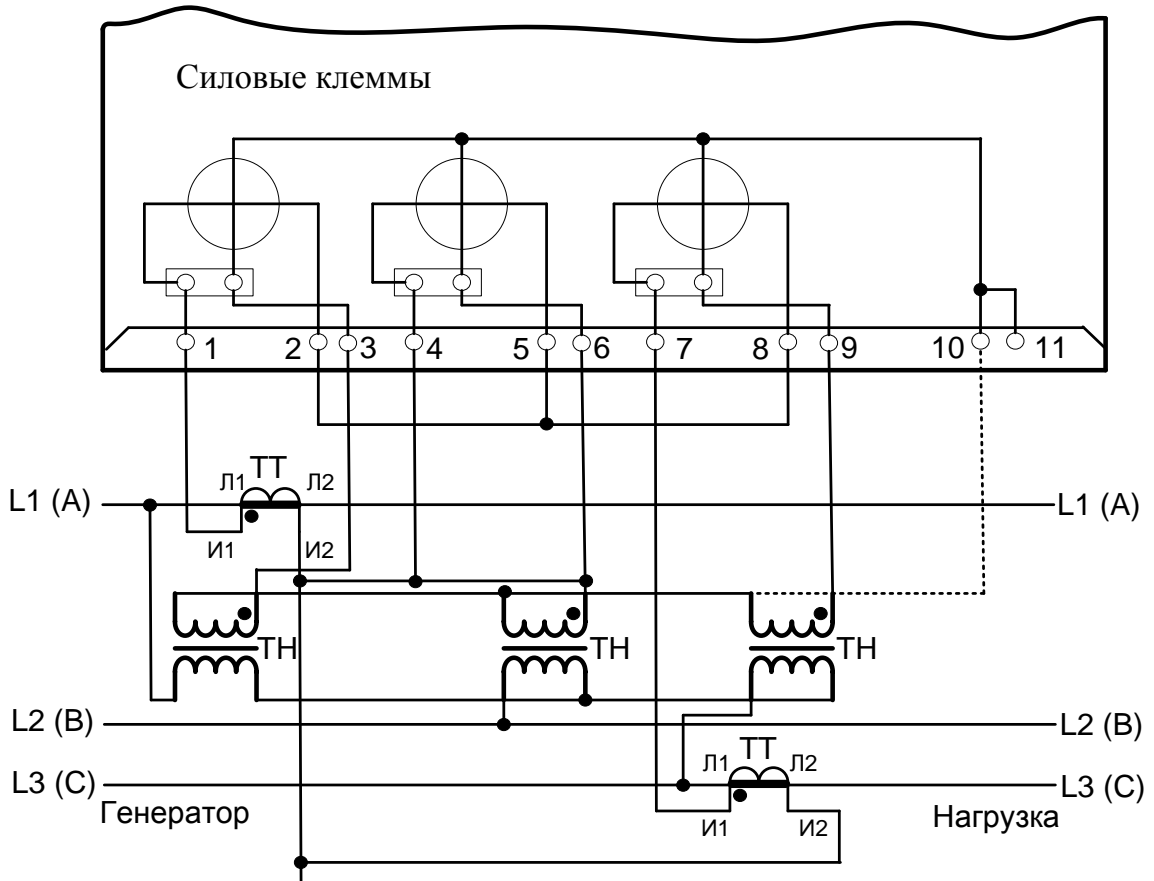 Силовые клеммы
1 2 3 4 5 6 7 8 9 10 11
L1 (A) Л1 ТТ Л2 L1 (A)
И1 И2
ТН ТН ТН
L2 (B) L2 (B)
L3 (C) Л1 ТТ Л2 L3 (C)
Генератор И1 И2 Нагрузка